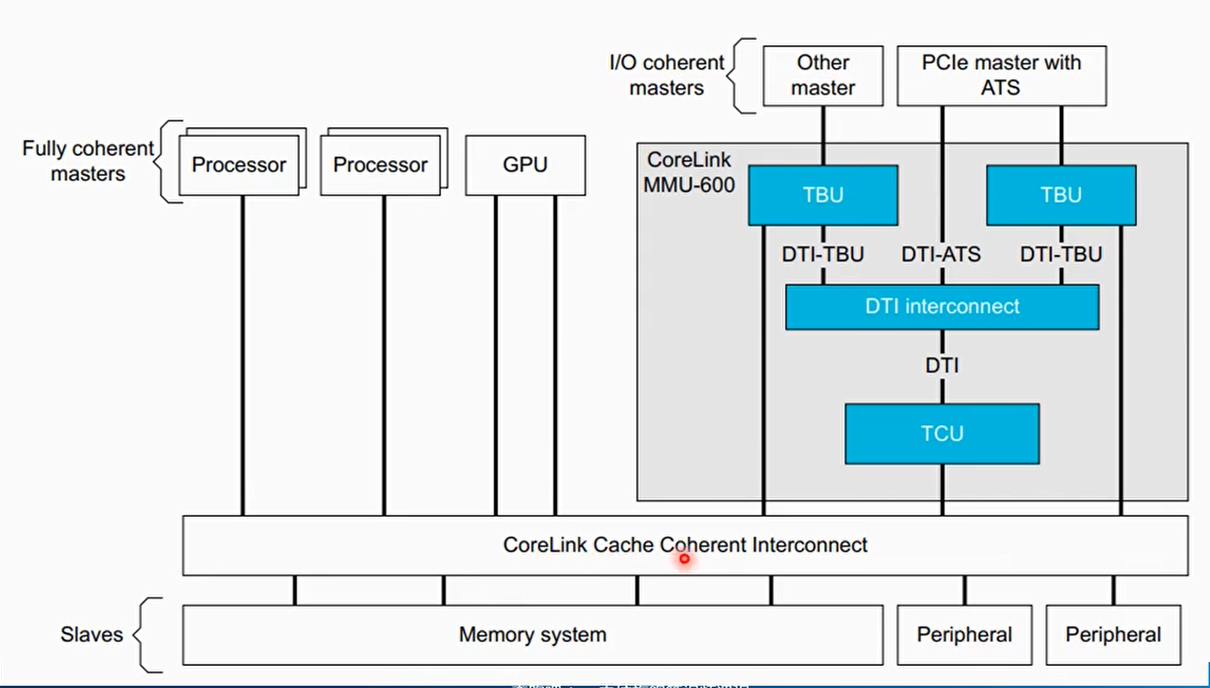 I/O coherent
masters
Other
master
PCIe master with
ATS
Fully coherent
masters
Processor
Processor
GPU
CoreLink
MMU-600
TBU
TBU
DTI-TBU
DTI-ATS
DTI-TBU
DTI interconnect
DTI
TCU
CoreLink Cache Coherent Interconnect
Slaves
Memory system
Peripheral
Peripheral